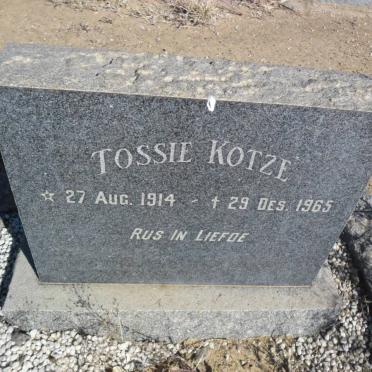 TOSSIE KOTZE
☆ 27 AUG. 1914 - † 29 DES. 1965
RUS IN LIEFDE